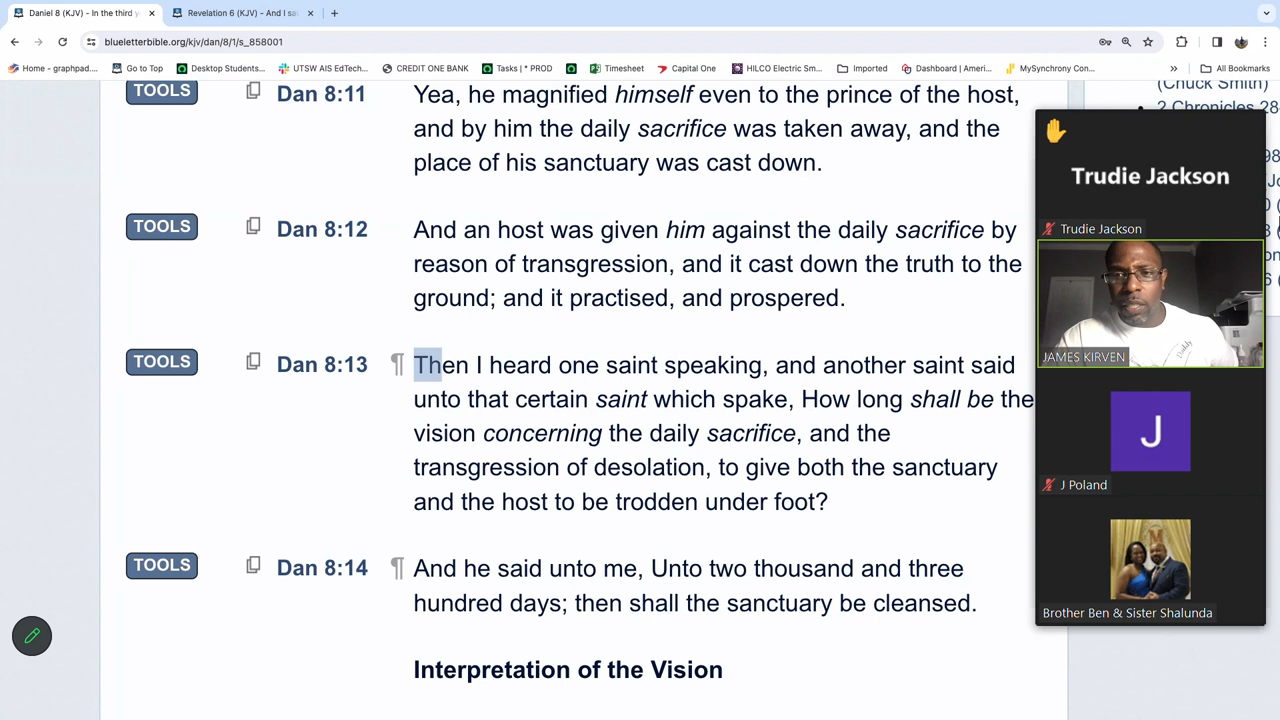 Daniel 8 (KJV) - In the third y
Revelation 6 (KJV) - And I sa
blueletterbible.org/kjv/dan/8/1/s_858001
Home - graphpad....
Go to Top
Desktop Students...
UTSW AIS EdTech...
CREDIT ONE BANK
Tasks | * PROD
Timesheet
Capital One
HILCO Electric Sm...
Imported
Dashboard | Ameri...
MySynchrony Con...
»
All Bookmarks
TOOLS
Dan 8:11
Yea, he magnified himself even to the prince of the host,
and by him the daily sacrifice was taken away, and the
place of his sanctuary was cast down.
TOOLS
Dan 8:12
And an host was given him against the daily sacrifice by
reason of transgression, and it cast down the truth to the
ground; and it practised, and prospered.
TOOLS
Dan 8:13
¶ Then I heard one saint speaking, and another saint said
unto that certain saint which spake, How long shall be the
vision concerning the daily sacrifice, and the
transgression of desolation, to give both the sanctuary
and the host to be trodden under foot?
TOOLS
Dan 8:14
¶ And he said unto me, Unto two thousand and three
hundred days; then shall the sanctuary be cleansed.
Interpretation of the Vision
(Chuck Smith)
2 Chronicles 28-
Trudie Jackson
Trudie Jackson
JAMES KIRVEN
J
J Poland
Brother Ben & Sister Shalunda